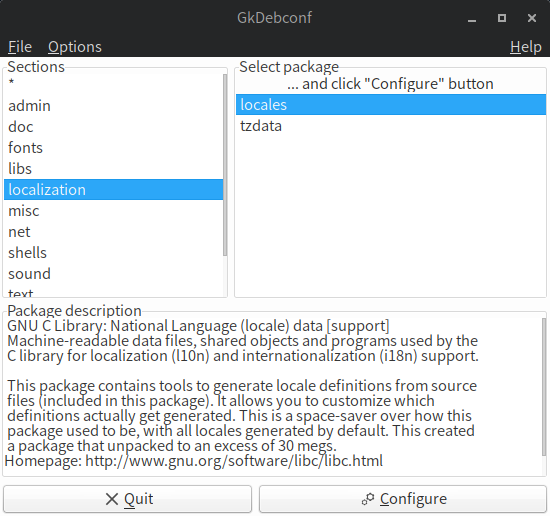 GkDebconf
File Options Help
Sections
*
admin
doc
fonts
libs
localization
misc
net
shells
sound
text
Select package
... and click "Configure" button
locales
tzdata
Package description
GNU C Library: National Language (locale) data [support]
Machine-readable data files, shared objects and programs used by the
C library for localization (l10n) and internationalization (i18n) support.
This package contains tools to generate locale definitions from source
files (included in this package). It allows you to customize which
definitions actually get generated. This is a space-saver over how this
package used to be, with all locales generated by default. This created
a package that unpacked to an excess of 30 megs.
Homepage: http://www.gnu.org/software/libc/libc.html
Quit
Configure